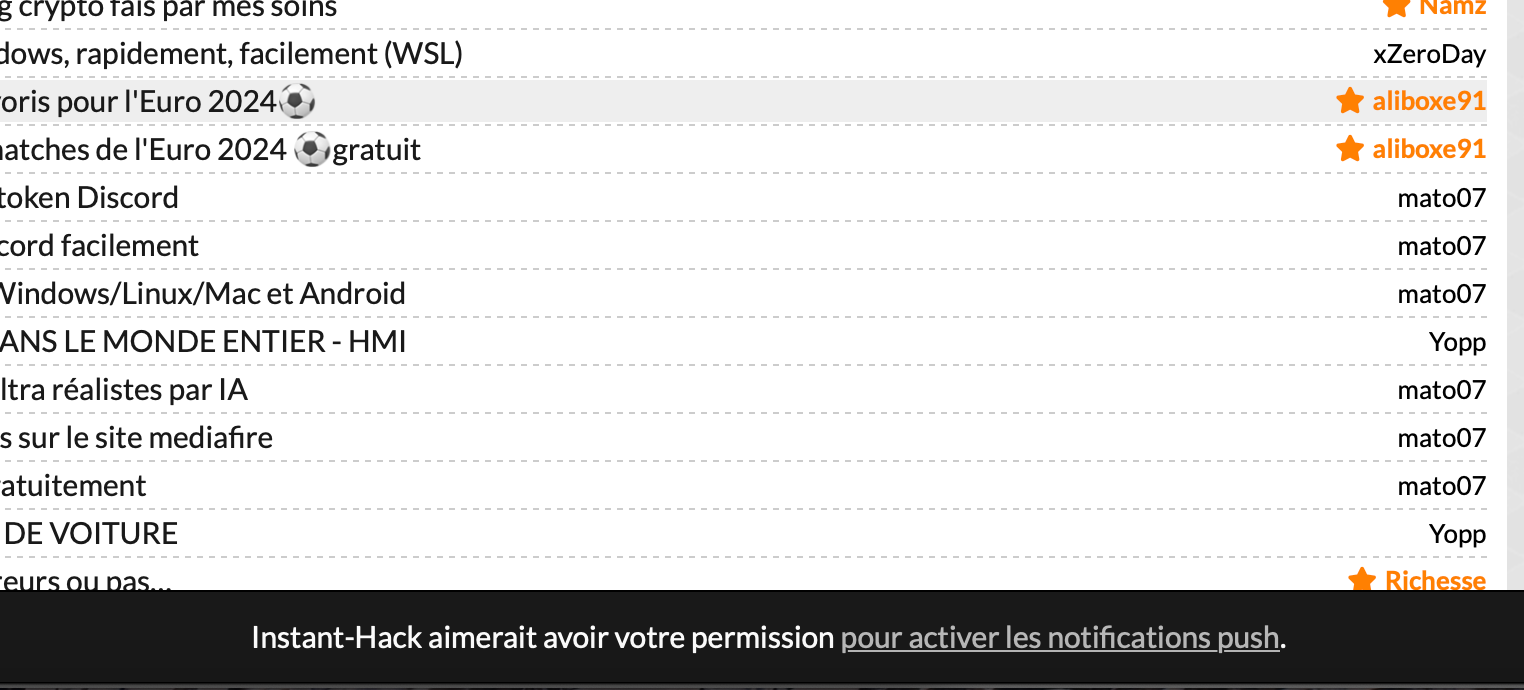 g crypto fais par mes soins Namz
dows, rapidement, facilement (WSL) xZeroDay
oris pour l'Euro 2024⚽ aliboxe91
atches de l'Euro 2024 ⚽gratuit aliboxe91
token Discord mato07
cord facilement mato07
Windows/Linux/Mac et Android mato07
ANS LE MONDE ENTIER - HMI Yopp
ltra réalistes par IA mato07
s sur le site mediafire mato07
atuitement mato07
DE VOITURE Yopp
reurs ou pas... Richesse
Instant-Hack aimerait avoir votre permission pour activer les notifications push.